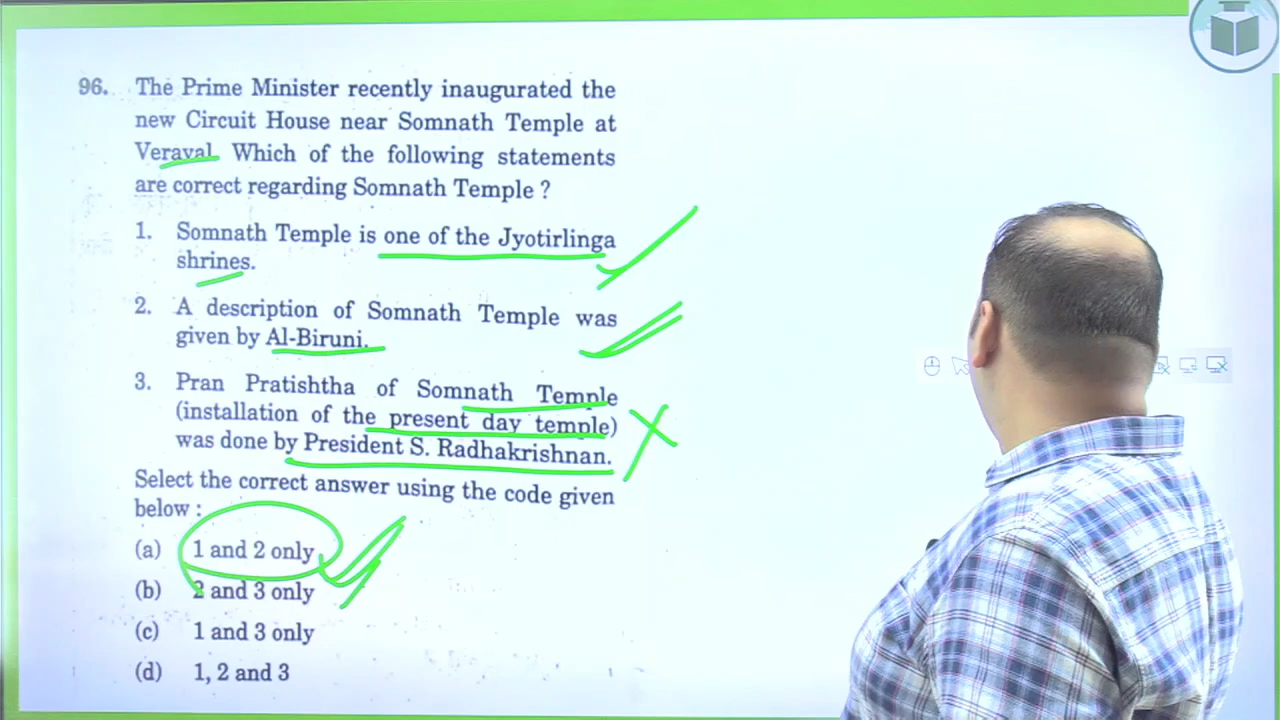 96. The Prime Minister recently inaugurated the
new Circuit House near Somnath Temple at
Veraval. Which of the following statements
are correct regarding Somnath Temple ?
1. Somnath Temple is one of the Jyotirlinga
shrines.
2. A description of Somnath Temple was
given by Al-Biruni.
3. Pran Pratishtha of Somnath Temple
(installation of the present day temple)
was done by President S. Radhakrishnan.
Select the correct answer using the code given
below :
(a) 1 and 2 only
(b) 2 and 3 only
(c) 1 and 3 only
(d) 1, 2 and 3